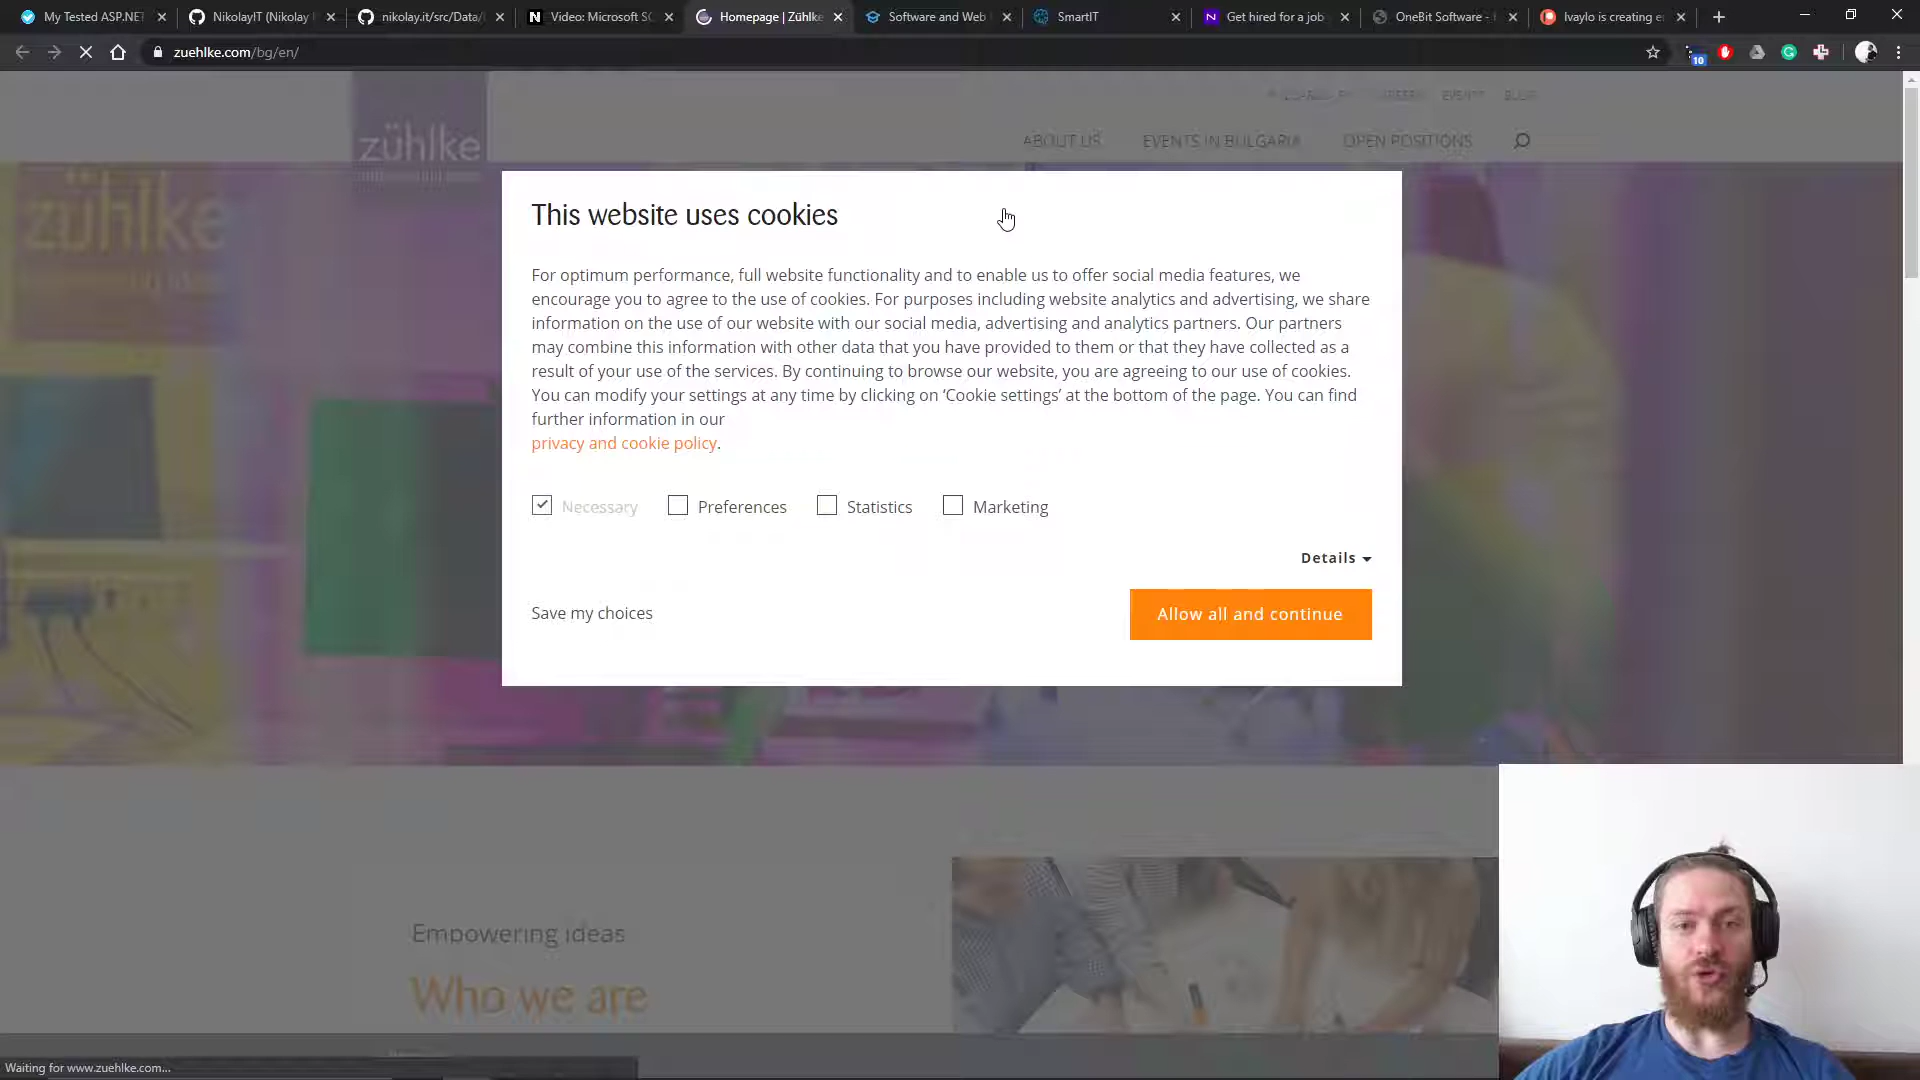 My Tested ASP.NE
NikolayIT (Nikolay
nikolay.it/src/Data/
Video: Microsoft SQ
Homepage | Zühlke
Software and Web
SmartIT
Get hired for a job
OneBit Software -
Ivaylo is creating e
zuehlke.com/bg/en/
10
CAREERS EVENTS BLOG
zühlke
ABOUT US EVENTS IN BULGARIA OPEN POSITIONS
zühlke
This website uses cookies
For optimum performance, full website functionality and to enable us to offer social media features, we
encourage you to agree to the use of cookies. For purposes including website analytics and advertising, we share
information on the use of our website with our social media, advertising and analytics partners. Our partners
may combine this information with other data that you have provided to them or that they have collected as a
result of your use of the services. By continuing to browse our website, you are agreeing to our use of cookies.
You can modify your settings at any time by clicking on ‘Cookie settings’ at the bottom of the page. You can find
further information in our
privacy and cookie policy.
Necessary Preferences Statistics Marketing
Details
Save my choices Allow all and continue
Empowering ideas
Who we are
Waiting for www.zuehlke.com...